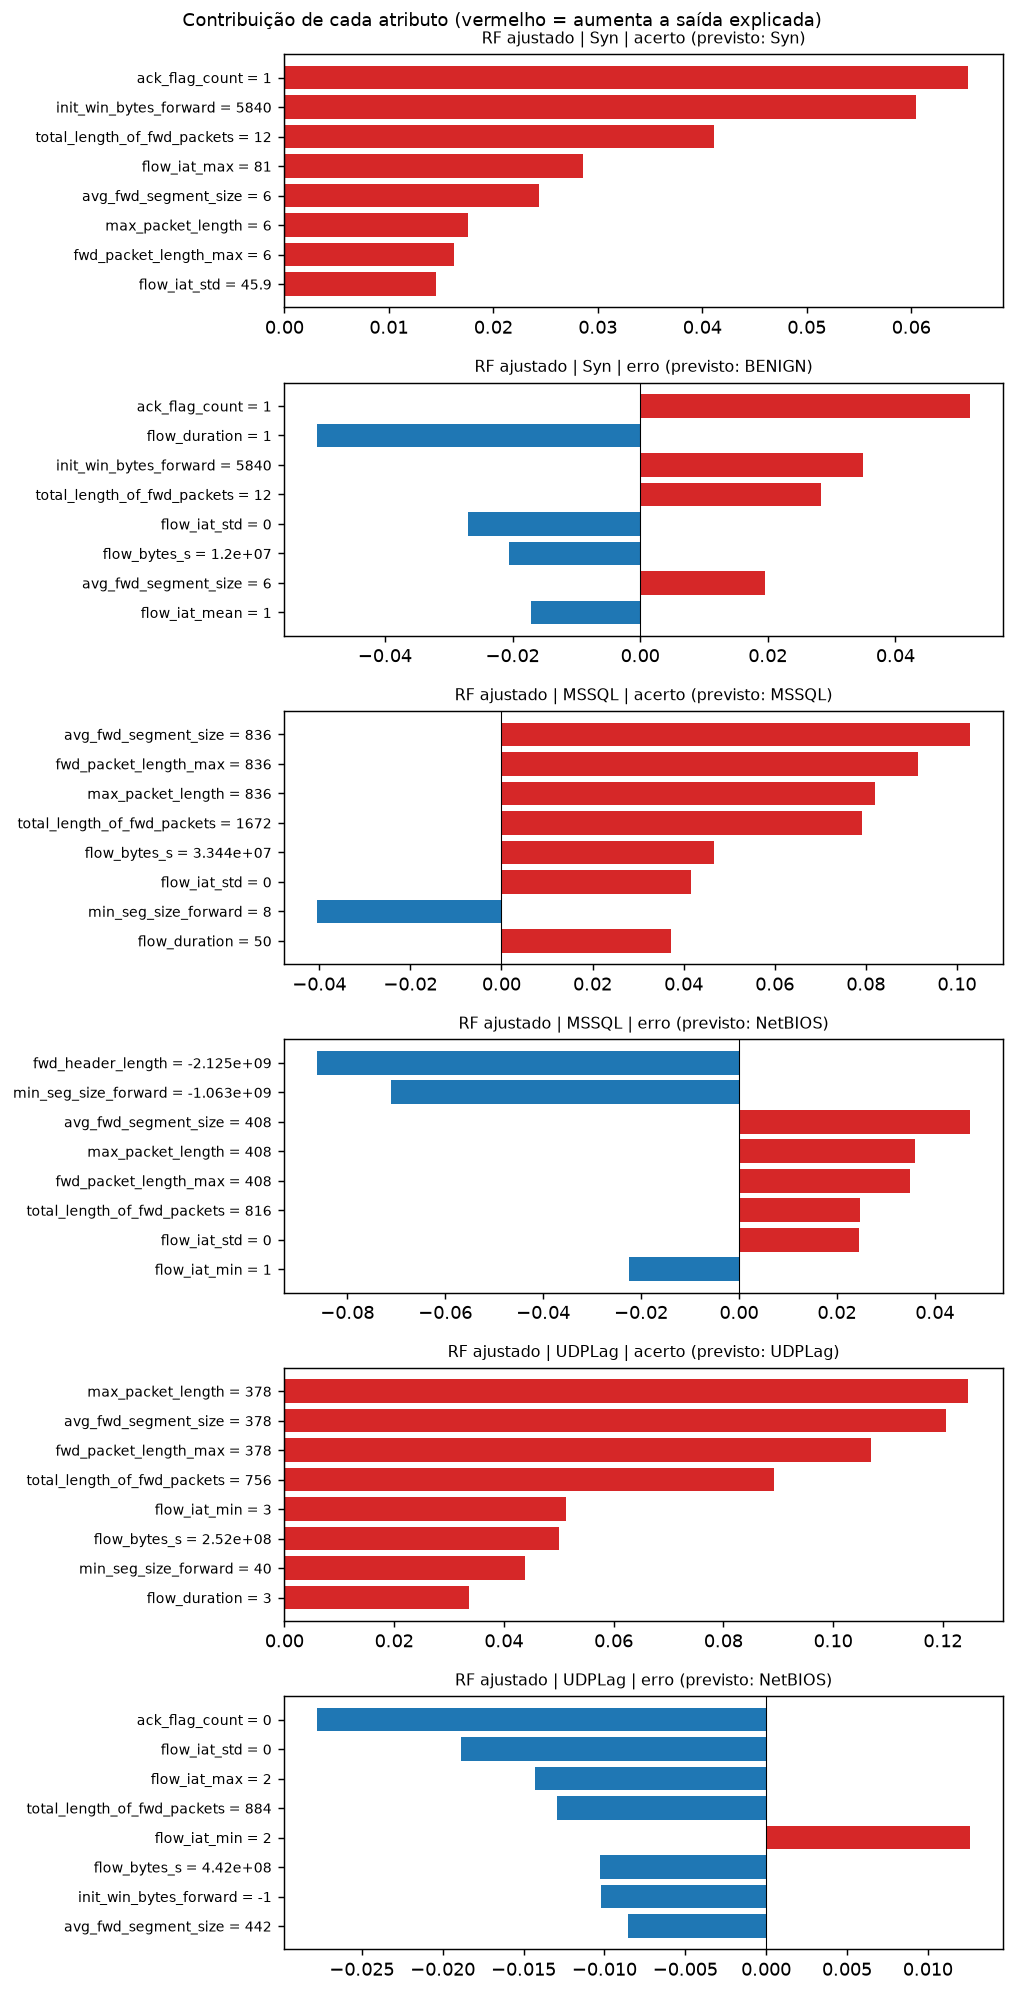 Contribuição de cada atributo (vermelho = aumenta a saída explicada)
RF ajustado | Syn | acerto (previsto: Syn)
ack_flag_count = 1
init_win_bytes_forward = 5840
total_length_of_fwd_packets = 12
flow_iat_max = 81
avg_fwd_segment_size = 6
max_packet_length = 6
fwd_packet_length_max = 6
flow_iat_std = 45.9
0.00 0.01 0.02 0.03 0.04 0.05 0.06
RF ajustado | Syn | erro (previsto: BENIGN)
ack_flag_count = 1
flow_duration = 1
init_win_bytes_forward = 5840
total_length_of_fwd_packets = 12
flow_iat_std = 0
flow_bytes_s = 1.2e+07
avg_fwd_segment_size = 6
flow_iat_mean = 1
−0.04 −0.02 0.00 0.02 0.04
RF ajustado | MSSQL | acerto (previsto: MSSQL)
avg_fwd_segment_size = 836
fwd_packet_length_max = 836
max_packet_length = 836
total_length_of_fwd_packets = 1672
flow_bytes_s = 3.344e+07
flow_iat_std = 0
min_seg_size_forward = 8
flow_duration = 50
−0.04 −0.02 0.00 0.02 0.04 0.06 0.08 0.10
RF ajustado | MSSQL | erro (previsto: NetBIOS)
fwd_header_length = -2.125e+09
min_seg_size_forward = -1.063e+09
avg_fwd_segment_size = 408
max_packet_length = 408
fwd_packet_length_max = 408
total_length_of_fwd_packets = 816
flow_iat_std = 0
flow_iat_min = 1
−0.08 −0.06 −0.04 −0.02 0.00 0.02 0.04
RF ajustado | UDPLag | acerto (previsto: UDPLag)
max_packet_length = 378
avg_fwd_segment_size = 378
fwd_packet_length_max = 378
total_length_of_fwd_packets = 756
flow_iat_min = 3
flow_bytes_s = 2.52e+08
min_seg_size_forward = 40
flow_duration = 3
0.00 0.02 0.04 0.06 0.08 0.10 0.12
RF ajustado | UDPLag | erro (previsto: NetBIOS)
ack_flag_count = 0
flow_iat_std = 0
flow_iat_max = 2
total_length_of_fwd_packets = 884
flow_iat_min = 2
flow_bytes_s = 4.42e+08
init_win_bytes_forward = -1
avg_fwd_segment_size = 442
−0.025 −0.020 −0.015 −0.010 −0.005 0.000 0.005 0.010